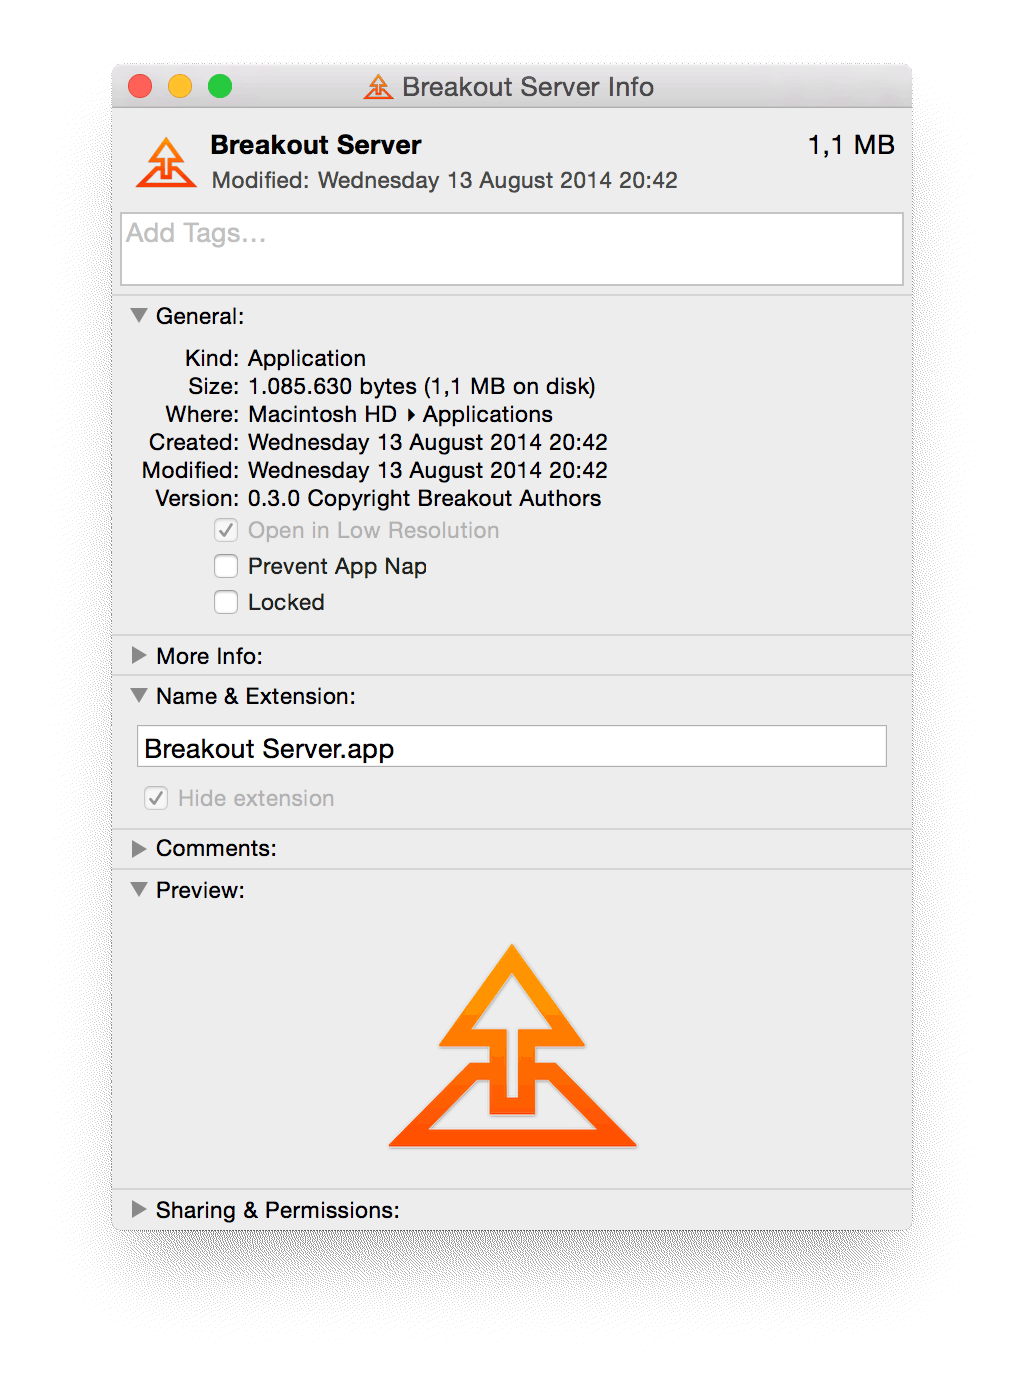 Breakout Server Info
Breakout Server 1,1 MB
Modified: Wednesday 13 August 2014 20:42
Add Tags…
General:
Kind: Application
Size: 1.085.630 bytes (1,1 MB on disk)
Where: Macintosh HD ▸ Applications
Created: Wednesday 13 August 2014 20:42
Modified: Wednesday 13 August 2014 20:42
Version: 0.3.0 Copyright Breakout Authors
Open in Low Resolution
Prevent App Nap
Locked
More Info:
Name & Extension:
Breakout Server.app
Hide extension
Comments:
Preview:
Sharing & Permissions: